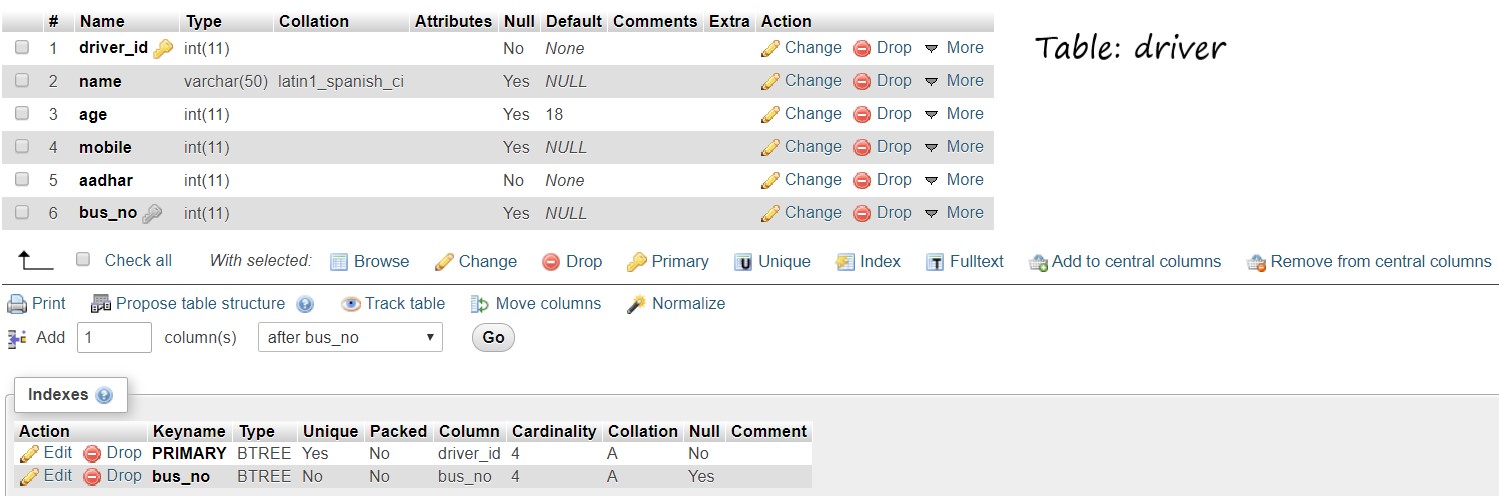 # Name Type Collation Attributes Null Default Comments Extra Action
1 driver_id int(11) No None Change Drop More
2 name varchar(50) latin1_spanish_ci Yes NULL Change Drop More
3 age int(11) Yes 18 Change Drop More
4 mobile int(11) Yes NULL Change Drop More
5 aadhar int(11) No None Change Drop More
6 bus_no int(11) Yes NULL Change Drop More
Table: driver
Check all With selected: Browse Change Drop Primary U Unique Index T Fulltext Add to central columns Remove from central columns
Print Propose table structure ? Track table Move columns Normalize
Add 1 column(s) after bus_no Go
Indexes ?
Action Keyname Type Unique Packed Column Cardinality Collation Null Comment
Edit Drop PRIMARY BTREE Yes No driver_id 4 A No
Edit Drop bus_no BTREE No No bus_no 4 A Yes